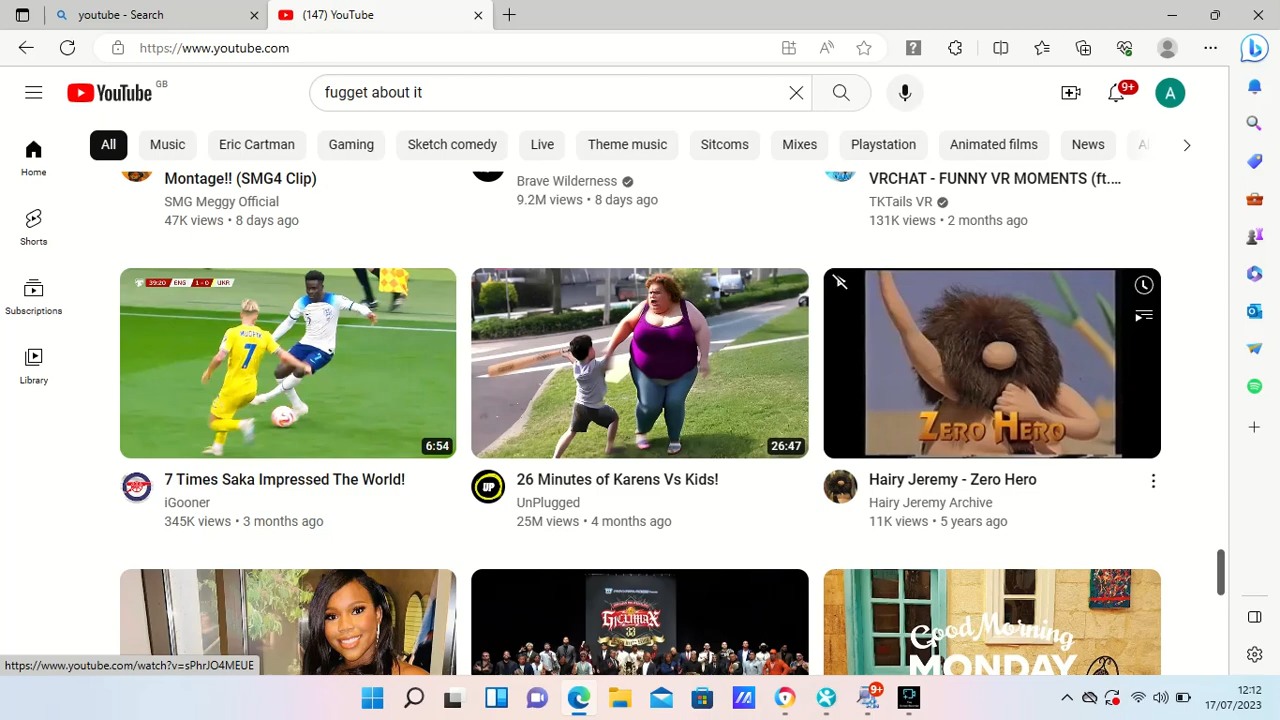 youtube - Search
(147) YouTube
https://www.youtube.com
YouTube GB
fugget about it
9+
A
All
Music
Eric Cartman
Gaming
Sketch comedy
Live
Theme music
Sitcoms
Mixes
Playstation
Animated films
News
Home
Shorts
Subscriptions
Library
Montage!! (SMG4 Clip)
SMG Meggy Official
47K views • 8 days ago
Brave Wilderness
9.2M views • 8 days ago
VRCHAT - FUNNY VR MOMENTS (ft....
TKTails VR
131K views • 2 months ago
39:20 ENG 1 - 0 UKR
7
6:54
7 Times Saka Impressed The World!
iGooner
345K views • 3 months ago
26:47
UP
26 Minutes of Karens Vs Kids!
UnPlugged
25M views • 4 months ago
ZERO HERO
Hairy Jeremy - Zero Hero
Hairy Jeremy Archive
11K views • 5 years ago
Good Morning
MONDAY
https://www.youtube.com/watch?v=sPhrJO4MEUE
9+
12:12
17/07/2023